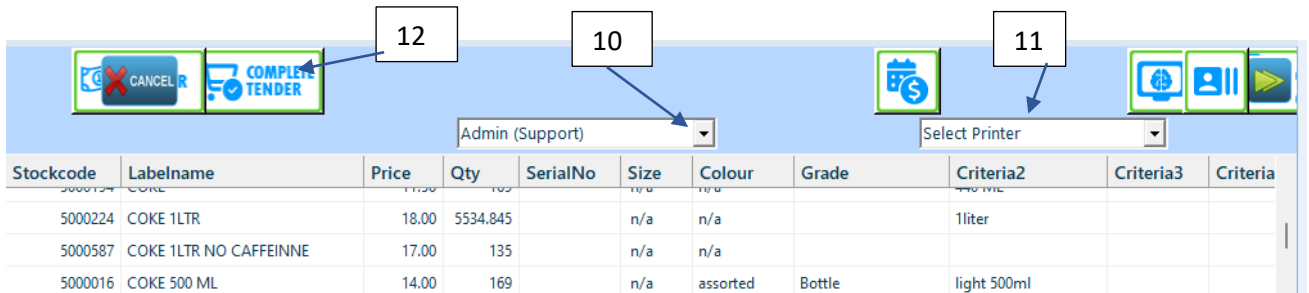 12 10 11
CANCEL R COMPLETE
TENDER
Admin (Support) Select Printer
Stockcode Labelname Price Qty SerialNo Size Colour Grade Criteria2 Criteria3 Criteria
5000224 COKE 1LTR 18.00 5534.845 n/a n/a 1liter
5000587 COKE 1LTR NO CAFFEINNE 17.00 135 n/a n/a
5000016 COKE 500 ML 14.00 169 n/a assorted Bottle light 500ml